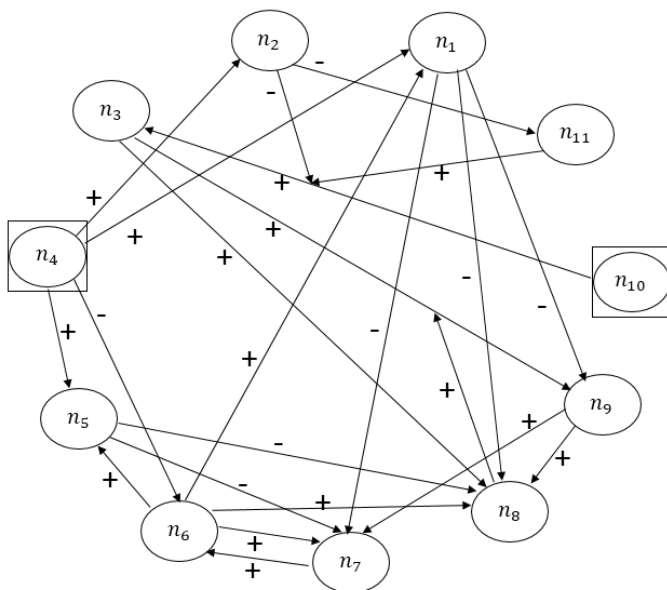 n₂
-
n₁
-
n₃
n₁₁
+
+
+
+
+
n₄
+
n₁₀
-
-
+
-
-
+
+
n₉
n₅
+
-
+
+
-
+
n₈
n₆
+
n₇
+